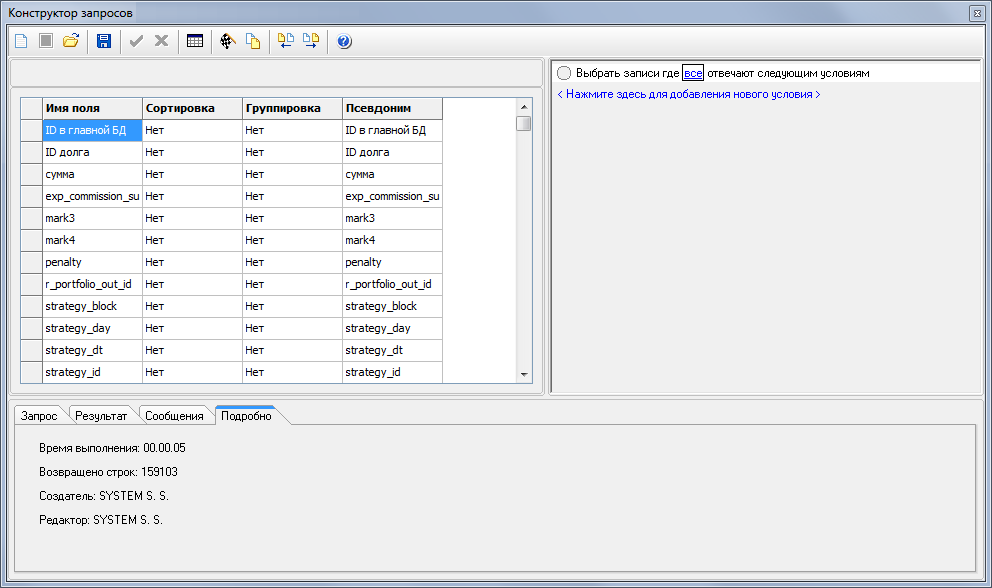 Конструктор запросов
Выбрать записи где все отвечают следующим условиям
< Нажмите здесь для добавления нового условия >
Имя поля Сортировка Группировка Псевдоним
ID в главной БД Нет Нет ID в главной БД
ID долга Нет Нет ID долга
сумма Нет Нет сумма
exp_commission_su Нет Нет exp_commission_su
mark3 Нет Нет mark3
mark4 Нет Нет mark4
penalty Нет Нет penalty
r_portfolio_out_id Нет Нет r_portfolio_out_id
strategy_block Нет Нет strategy_block
strategy_day Нет Нет strategy_day
strategy_dt Нет Нет strategy_dt
strategy_id Нет Нет strategy_id
Запрос Результат Сообщения Подробно
Время выполнения: 00.00.05
Возвращено строк: 159103
Создатель: SYSTEM S. S.
Редактор: SYSTEM S. S.